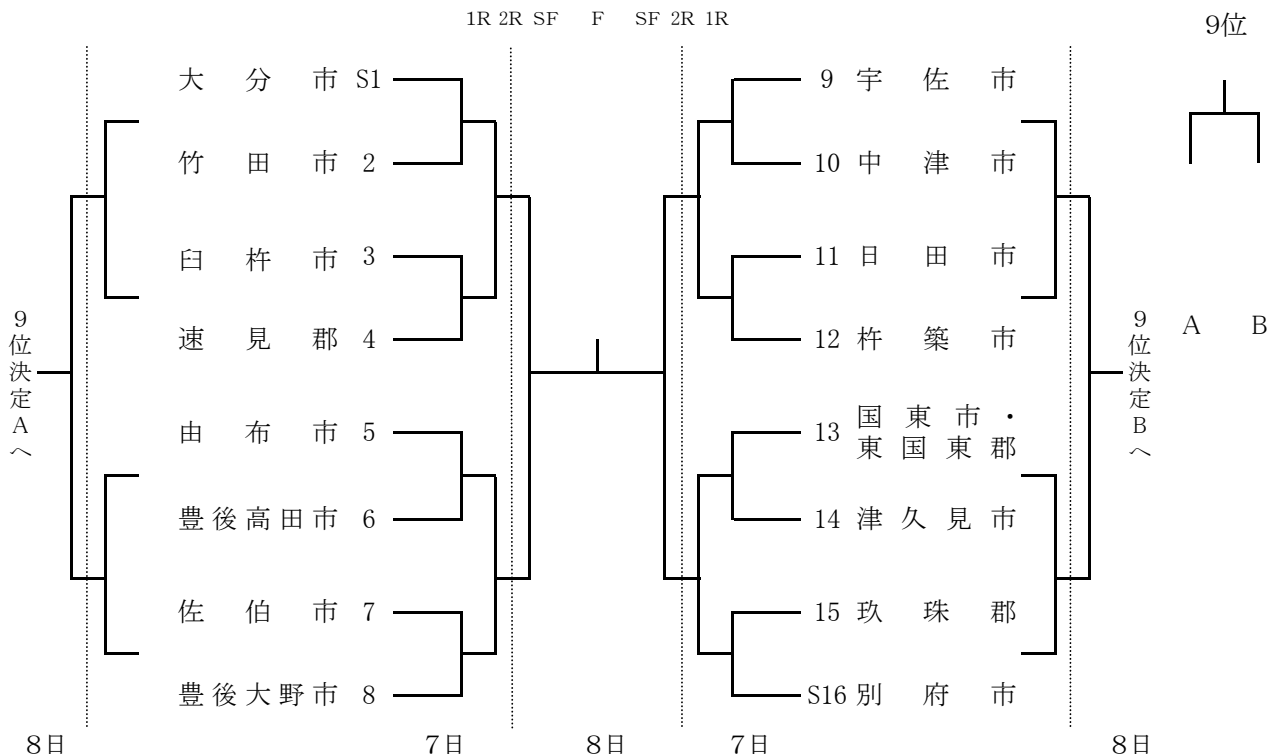 1R 2R SF F SF 2R 1R
9位
大分市 S1
竹田市 2
臼杵市 3
速見郡 4
由布市 5
豊後高田市 6
佐伯市 7
豊後大野市 8
9 宇佐市
10 中津市
11 日田市
12 杵築市
13 国東市・
東国東郡
14 津久見市
15 玖珠郡
S16 別府市
9位決定Aへ
9位決定Bへ
A B
8日 7日 8日 7日 8日